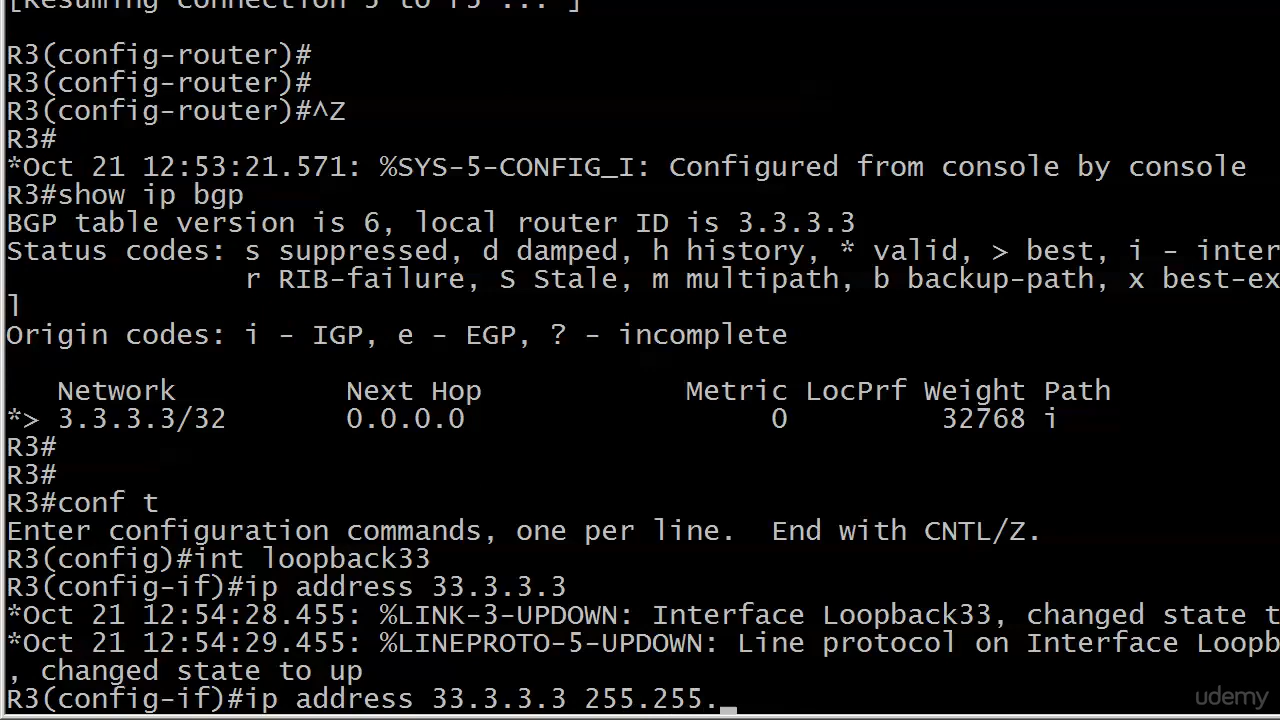 [Resuming connection 3 to r3 ... ]
R3(config-router)#
R3(config-router)#
R3(config-router)#^Z
R3#
*Oct 21 12:53:21.571: %SYS-5-CONFIG_I: Configured from console by console
R3#show ip bgp
BGP table version is 6, local router ID is 3.3.3.3
Status codes: s suppressed, d damped, h history, * valid, > best, i - inter
r RIB-failure, S Stale, m multipath, b backup-path, x best-ex
l
Origin codes: i - IGP, e - EGP, ? - incomplete
Network Next Hop Metric LocPrf Weight Path
*> 3.3.3.3/32 0.0.0.0 0 32768 i
R3#
R3#
R3#conf t
Enter configuration commands, one per line. End with CNTL/Z.
R3(config)#int loopback33
R3(config-if)#ip address 33.3.3.3
*Oct 21 12:54:28.455: %LINK-3-UPDOWN: Interface Loopback33, changed state t
*Oct 21 12:54:29.455: %LINEPROTO-5-UPDOWN: Line protocol on Interface Loopb
, changed state to up
R3(config-if)#ip address 33.3.3.3 255.255._
udemy